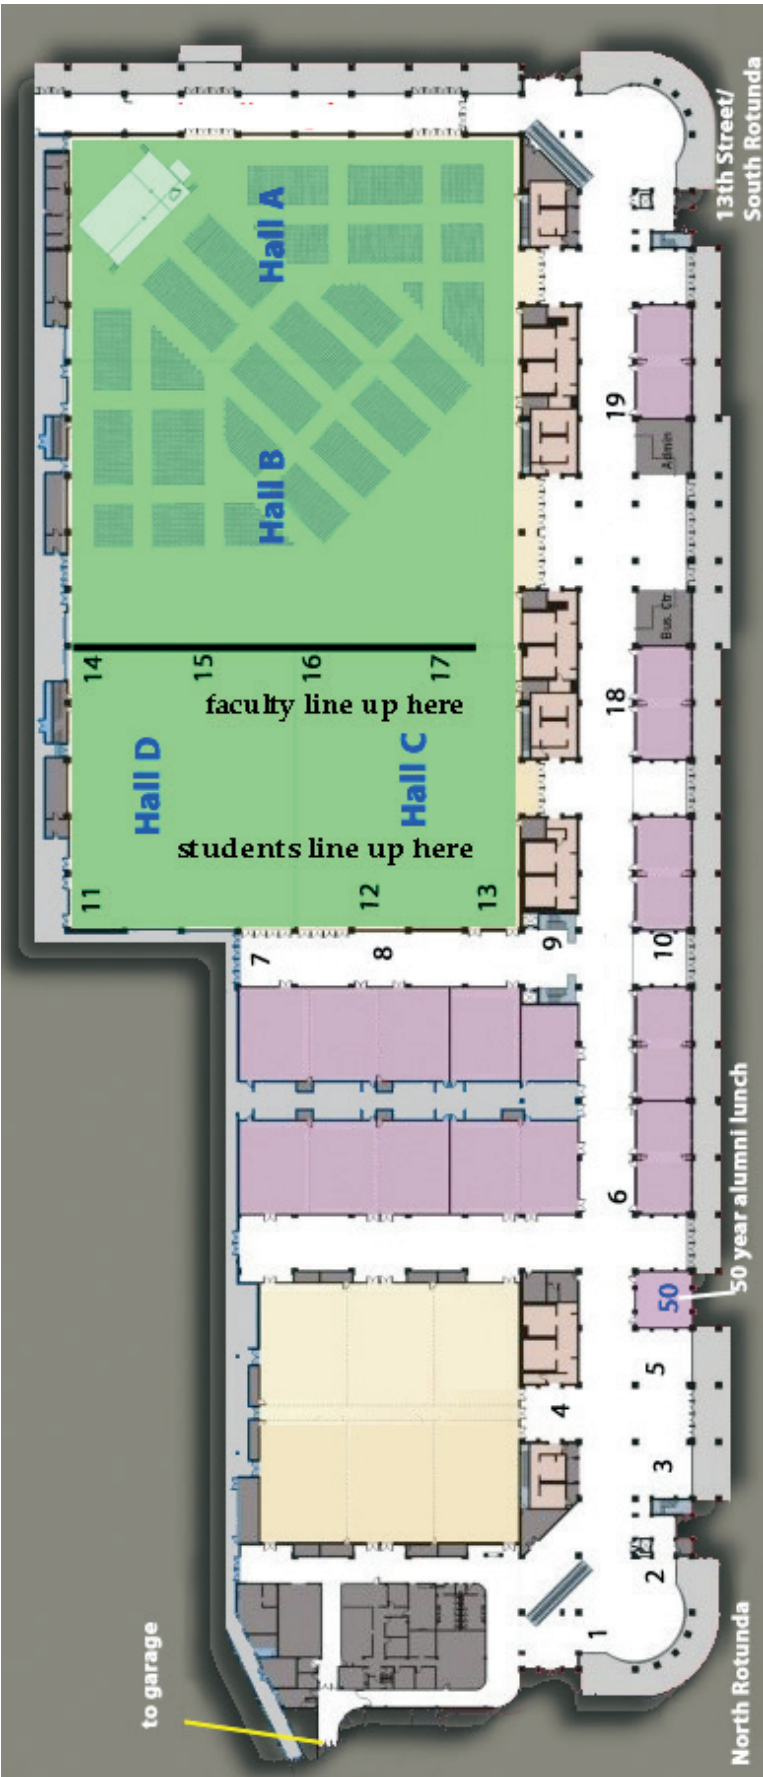 13th Street/
South Rotunda
Hall A
19
Admin
Hall B
Bus. Ctr
14
15
16
17
faculty line up here
18
Hall D
Hall C
students line up here
11
12
13
7
8
9
10
6
50 year alumni lunch
50
5
4
3
2
1
to garage
North Rotunda